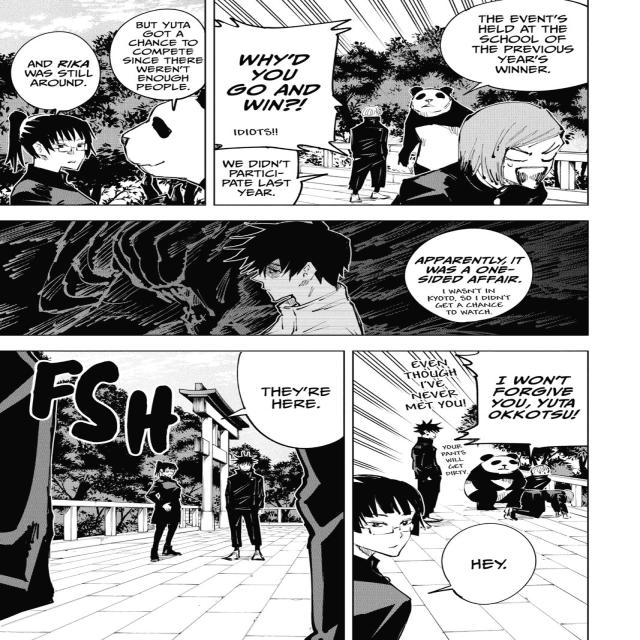 THE EVENT'S
HELD AT THE
SCHOOL OF
THE PREVIOUS
YEAR'S
WINNER.
WHY'D
YOU
GO AND
WIN?!
IDIOTS!!
WE DIDN'T
PARTICI-
PATE LAST
YEAR.
BUT YUTA
GOT A
CHANCE TO
COMPETE
SINCE THERE
WEREN'T
ENOUGH
PEOPLE.
AND RIKA
WAS STILL
AROUND.
APPARENTLY, IT
WAS A ONE-
SIDED AFFAIR.
I WASN'T IN
KYOTO, SO I DIDN'T
GET A CHANCE
TO WATCH.
I WON'T
FORGIVE
YOU, YUTA
OKKOTSU!
EVEN
THOUGH
I'VE
NEVER
MET YOU!
YOUR
PANTS
WILL
GET
DIRTY.
HEY.
THEY'RE
HERE.
FSH